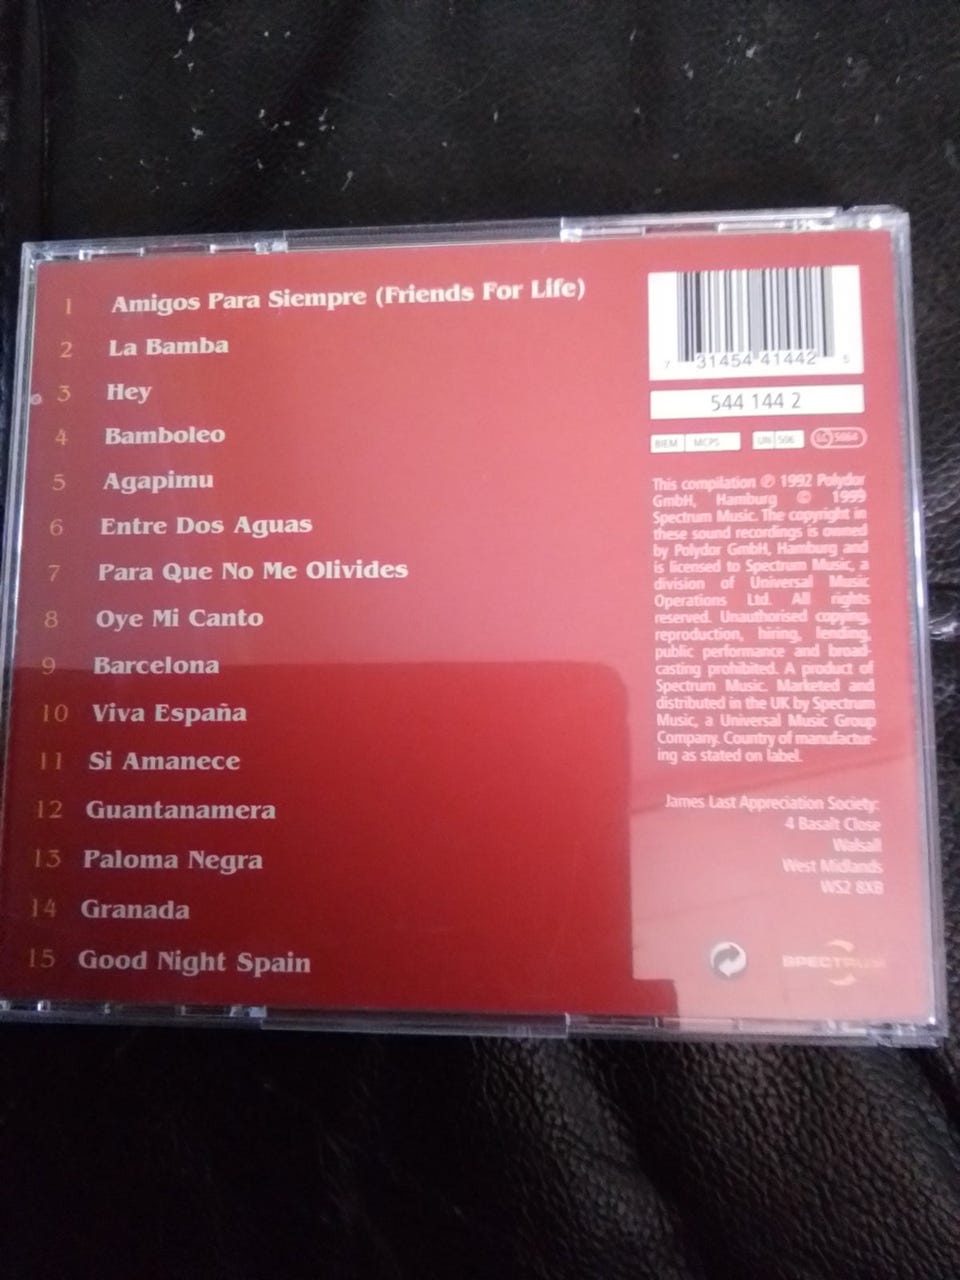 1 Amigos Para Siempre (Friends For Life)
2 La Bamba
3 Hey
4 Bamboleo
5 Agapimu
6 Entre Dos Aguas
7 Para Que No Me Olivides
8 Oye Mi Canto
9 Barcelona
10 Viva España
11 Si Amanece
12 Guantanamera
13 Paloma Negra
14 Granada
15 Good Night Spain
7 31454 41442 5
544 144 2
BIEM MCPS UN 506 LC 5064
This compilation ℗ 1992 Polydor
GmbH, Hamburg © 1999
Spectrum Music. The copyright in
these sound recordings is owned
by Polydor GmbH, Hamburg and
is licensed to Spectrum Music, a
division of Universal Music
Operations Ltd. All rights
reserved. Unauthorised copying,
reproduction, hiring, lending,
public performance and broad-
casting prohibited. A product of
Spectrum Music. Marketed and
distributed in the UK by Spectrum
Music, a Universal Music Group
Company. Country of manufactur-
ing as stated on label.
James Last Appreciation Society:
4 Basalt Close
Walsall
West Midlands
WS2 8XB
SPECTRUM